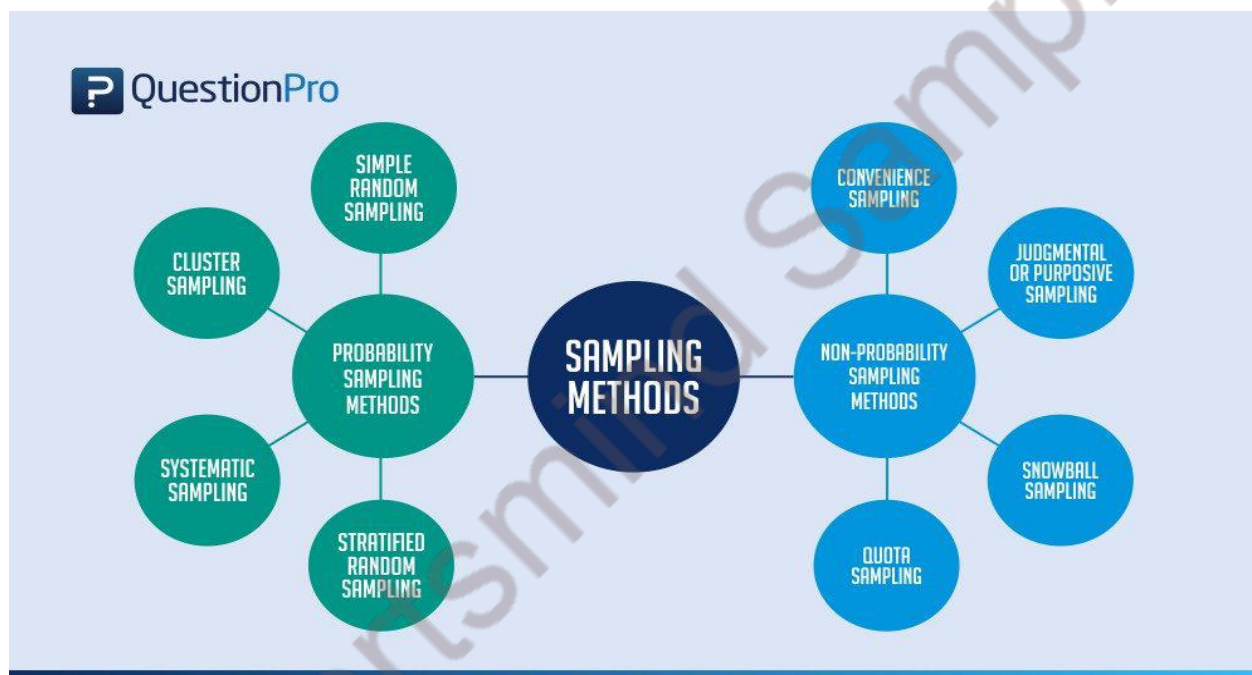 QuestionPro
SIMPLE
RANDOM
SAMPLING
CLUSTER
SAMPLING
PROBABILITY
SAMPLING
METHODS
SYSTEMATIC
SAMPLING
STRATIFIED
RANDOM
SAMPLING
SAMPLING
METHODS
CONVENIENCE
SAMPLING
JUDGMENTAL
OR PURPOSIVE
SAMPLING
NON-PROBABILITY
SAMPLING
METHODS
SNOWBALL
SAMPLING
QUOTA
SAMPLING